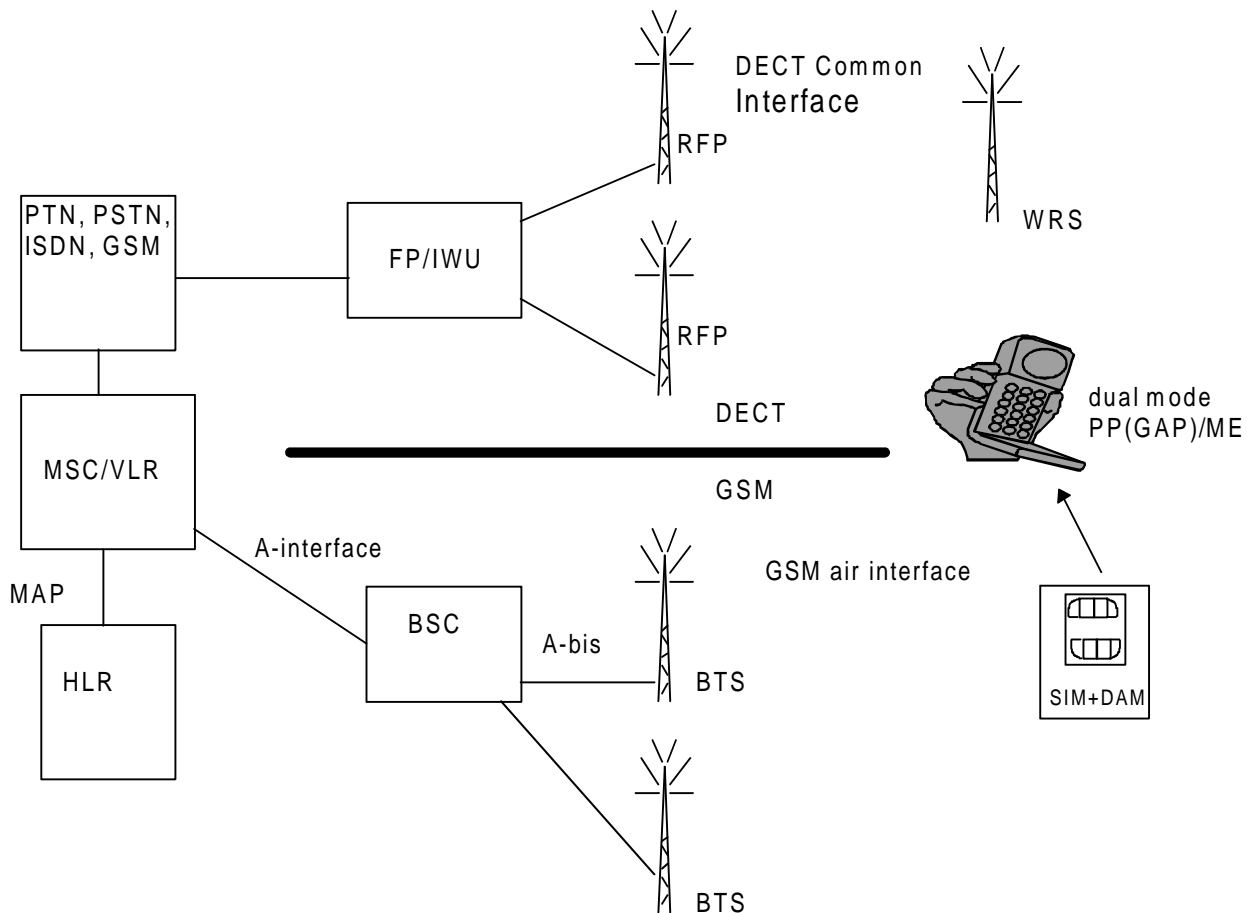 DECT Common
Interface
RFP
WRS
PTN, PSTN,
ISDN, GSM
FP/IWU
RFP
dual mode
PP(GAP)/ME
DECT
MSC/VLR
GSM
A-interface
GSM air interface
MAP
BSC
A-bis
HLR
BTS
SIM+DAM
BTS